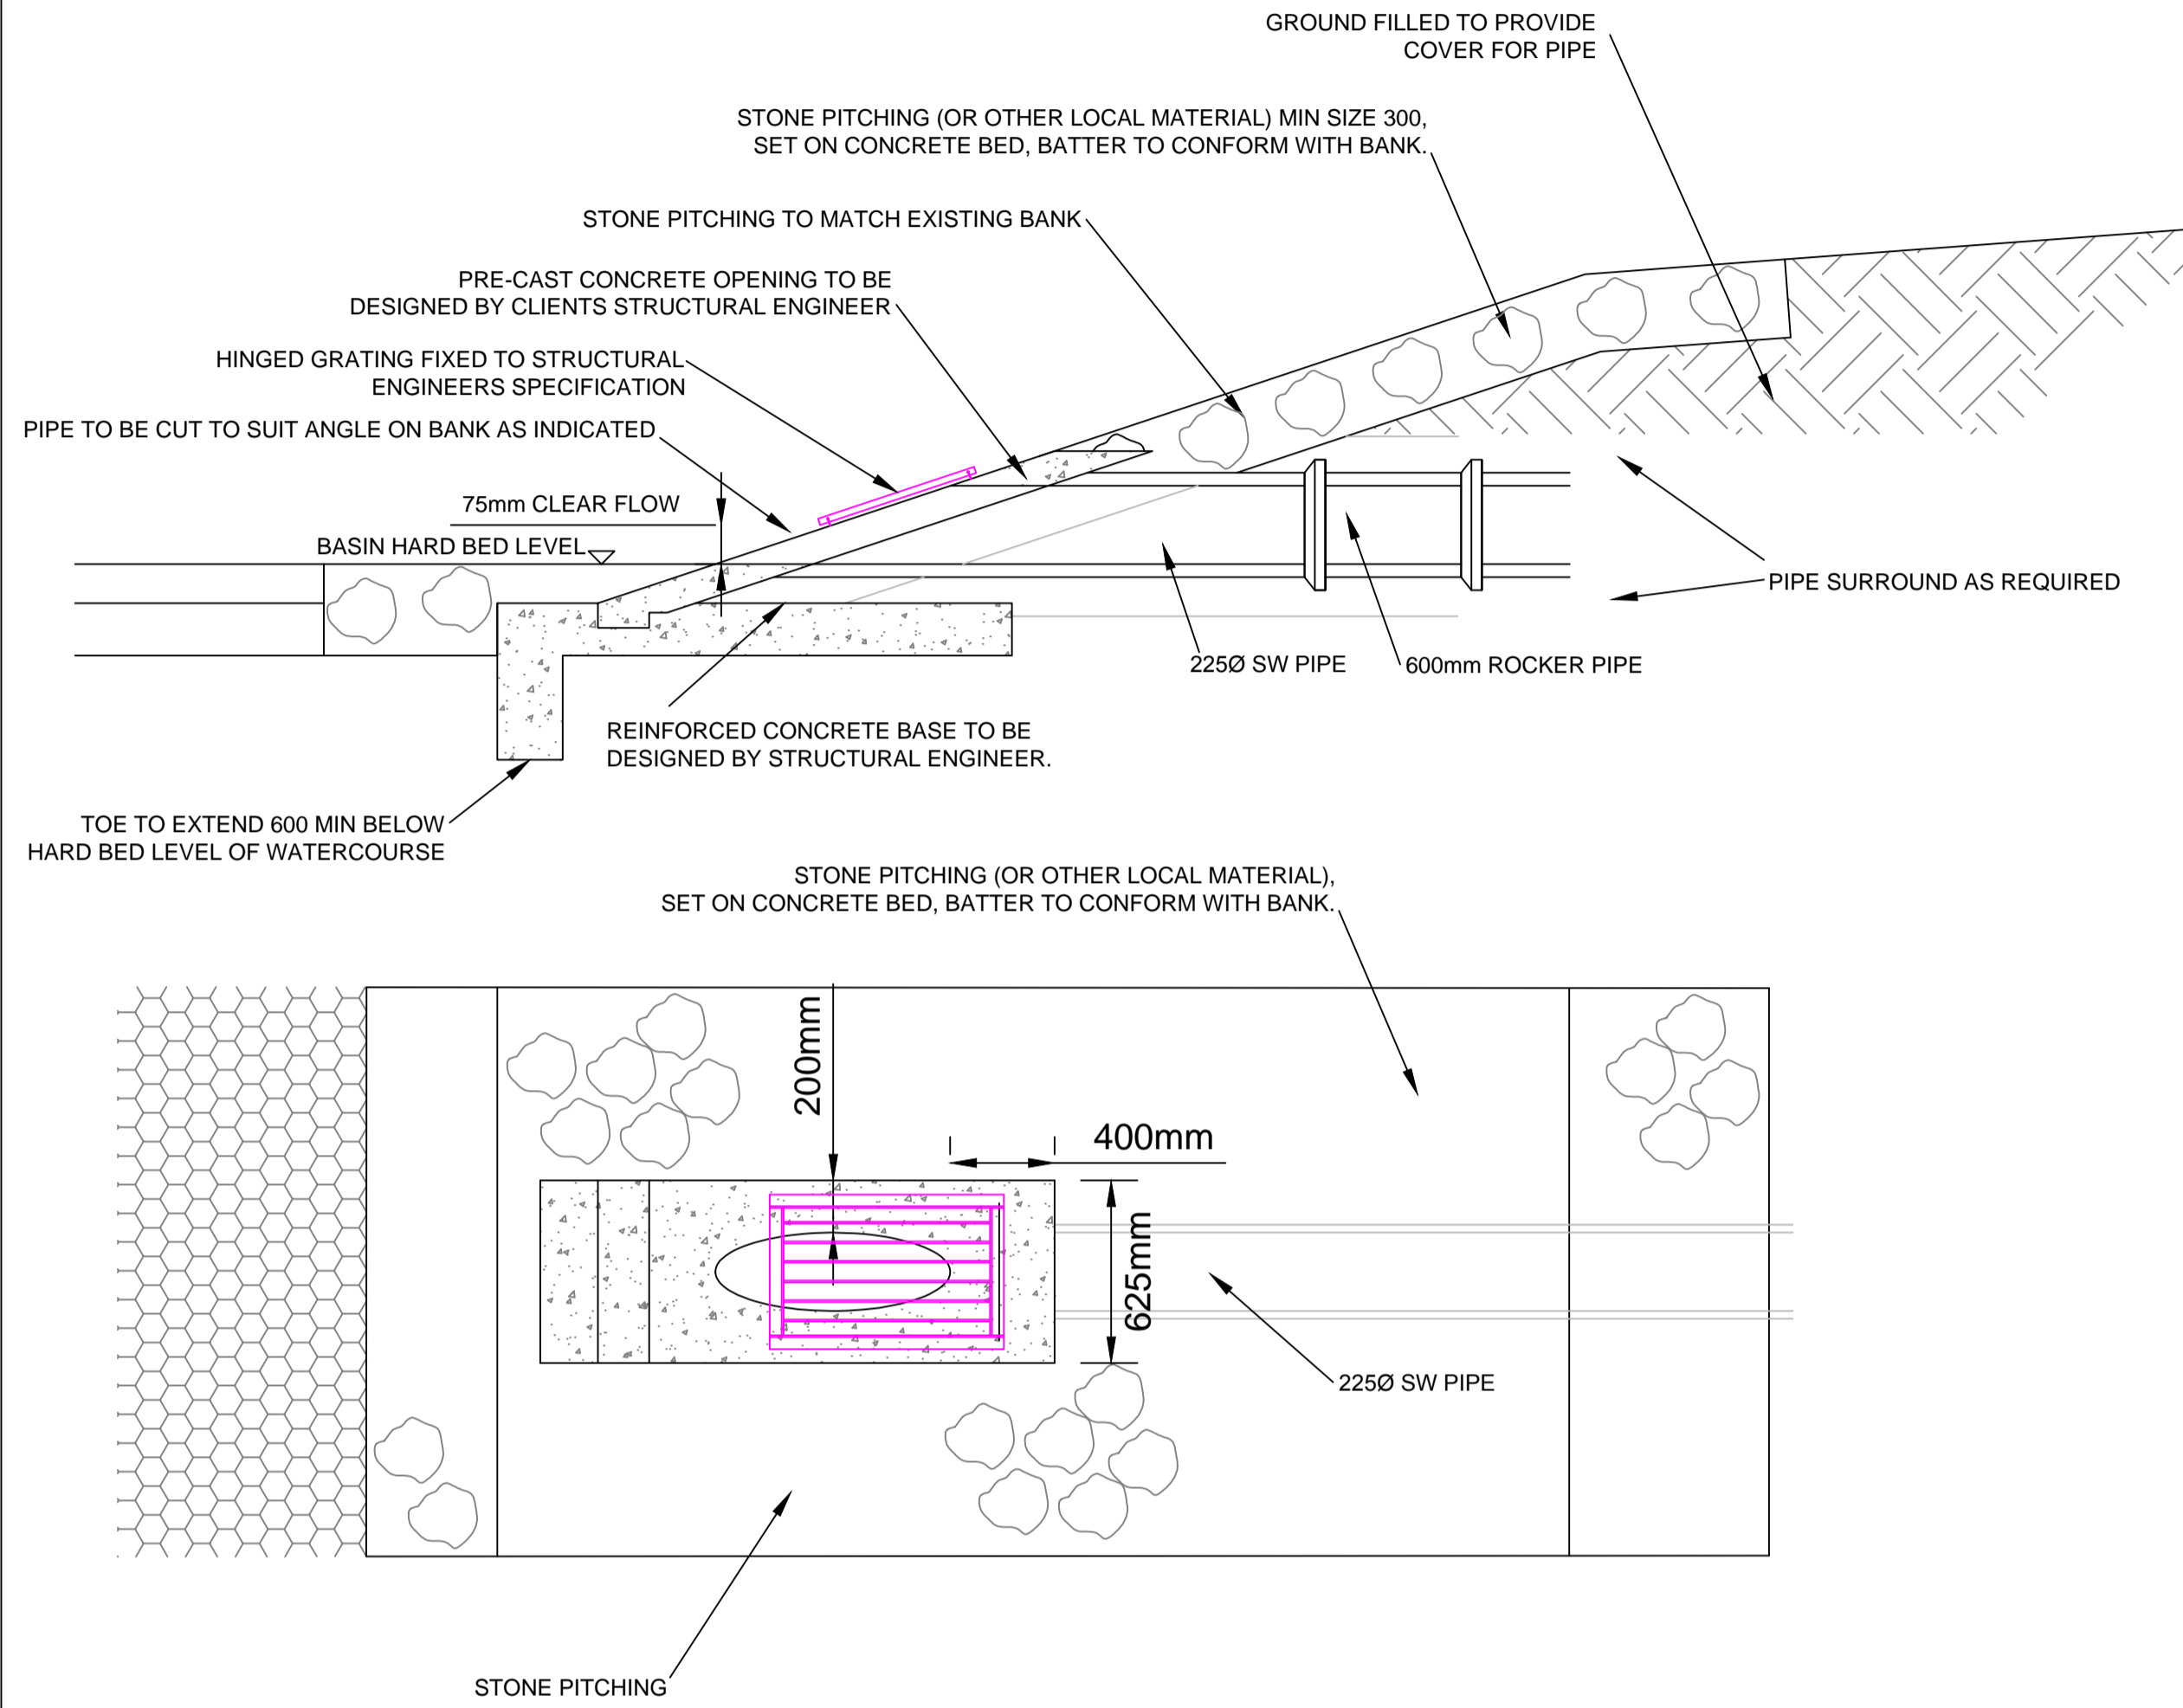 GROUND FILLED TO PROVIDE
COVER FOR PIPE
STONE PITCHING (OR OTHER LOCAL MATERIAL) MIN SIZE 300,
SET ON CONCRETE BED, BATTER TO CONFORM WITH BANK.
STONE PITCHING TO MATCH EXISTING BANK
PRE-CAST CONCRETE OPENING TO BE
DESIGNED BY CLIENTS STRUCTURAL ENGINEER
HINGED GRATING FIXED TO STRUCTURAL
ENGINEERS SPECIFICATION
PIPE TO BE CUT TO SUIT ANGLE ON BANK AS INDICATED
75mm CLEAR FLOW
BASIN HARD BED LEVEL
PIPE SURROUND AS REQUIRED
225Ø SW PIPE
600mm ROCKER PIPE
REINFORCED CONCRETE BASE TO BE
DESIGNED BY STRUCTURAL ENGINEER.
TOE TO EXTEND 600 MIN BELOW
HARD BED LEVEL OF WATERCOURSE
STONE PITCHING (OR OTHER LOCAL MATERIAL),
SET ON CONCRETE BED, BATTER TO CONFORM WITH BANK.
200mm
400mm
625mm
225Ø SW PIPE
STONE PITCHING